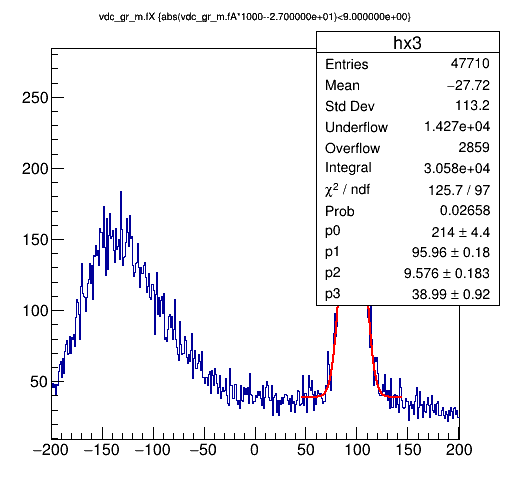 vdc_gr_m.fX {abs(vdc_gr_m.fA*1000--2.700000e+01)<9.000000e+00}
hx3
Entries 47710
Mean −27.72
Std Dev 113.2
Underflow 1.427e+04
Overflow 2859
Integral 3.058e+04
χ² / ndf 125.7 / 97
Prob 0.02658
p0 214 ± 4.4
p1 95.96 ± 0.18
p2 9.576 ± 0.183
p3 38.99 ± 0.92
250
200
150
100
50
−200 −150 −100 −50 0 50 100 150 200